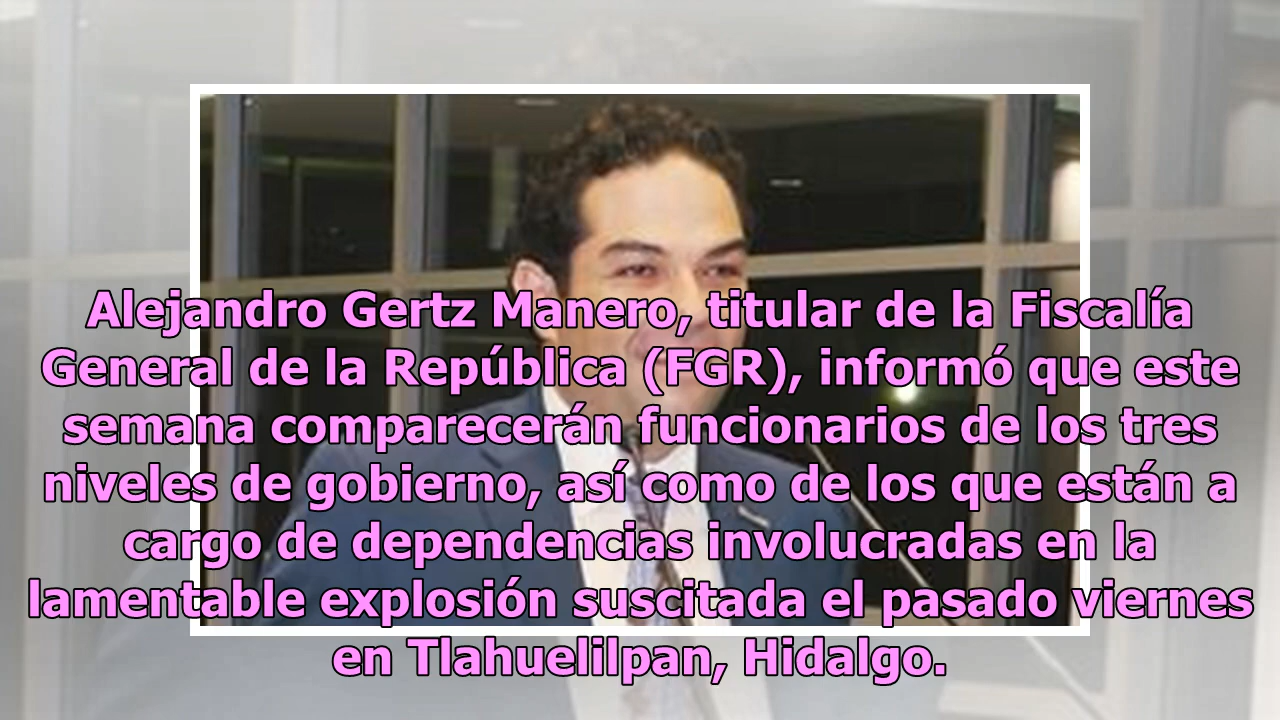 Alejandro Gertz Manero, titular de la Fiscalía
General de la República (FGR), informó que este
semana comparecerán funcionarios de los tres
niveles de gobierno, así como de los que están a
cargo de dependencias involucradas en la
lamentable explosión suscitada el pasado viernes
en Tlahuelilpan, Hidalgo.